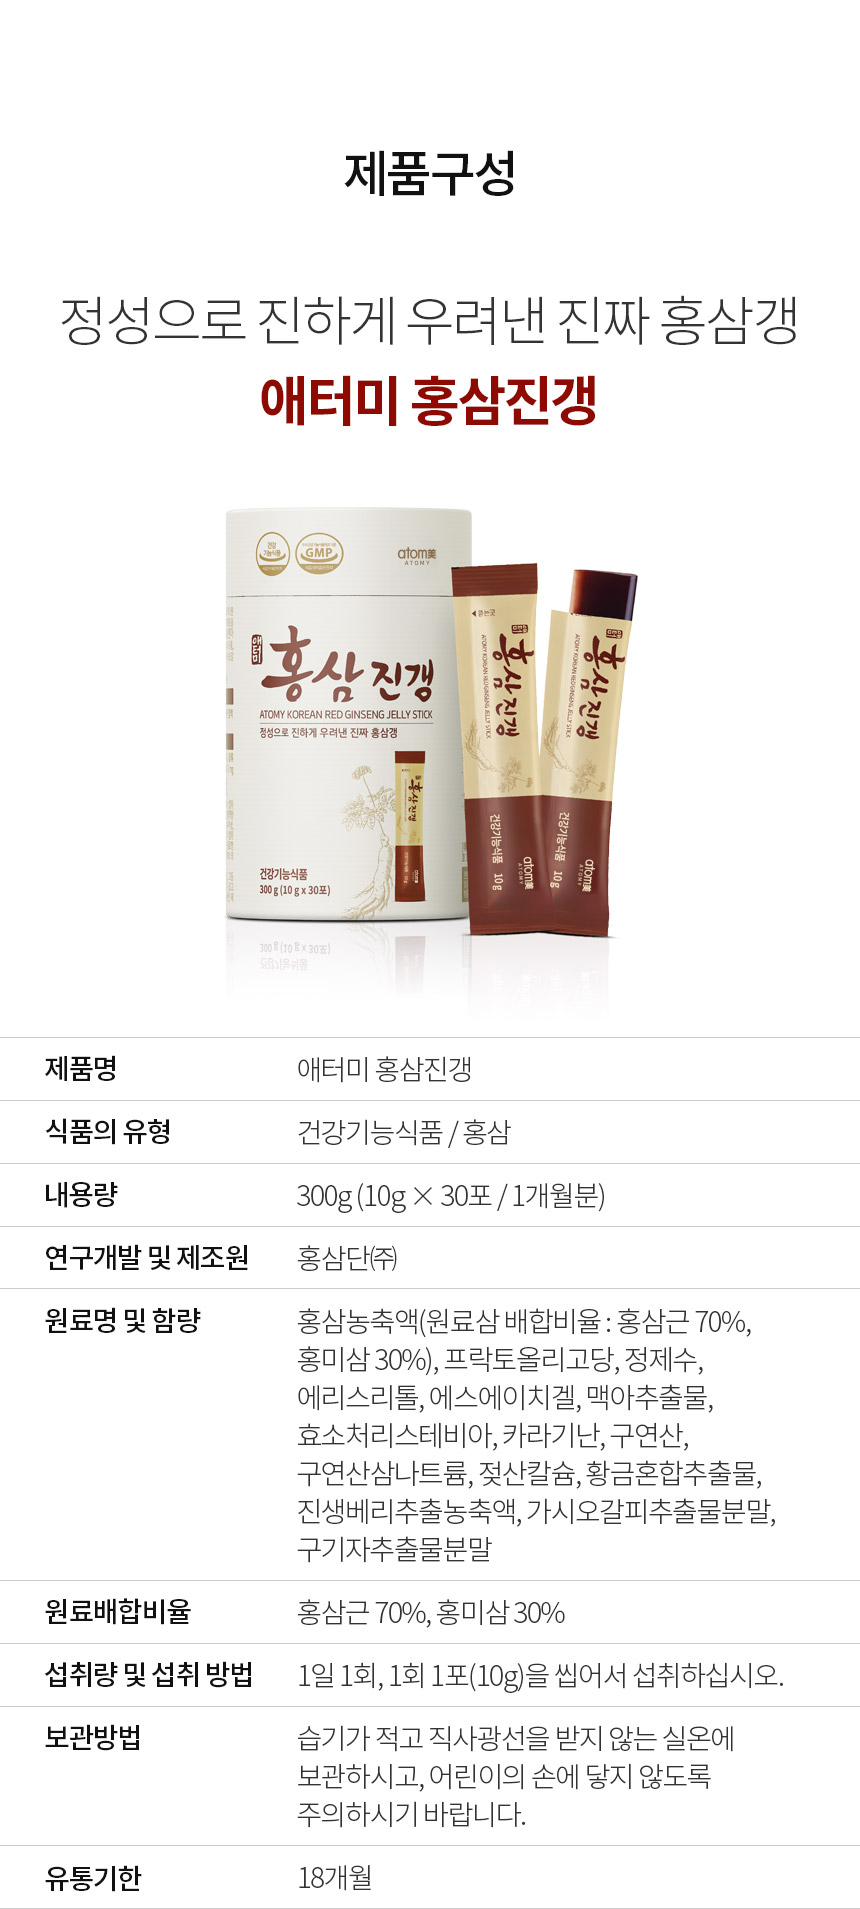 제품구성
정성으로 진하게 우려낸 진짜 홍삼갱
애터미 홍삼진갱
건강
기능식품
GMP
atom美
ATOMY
애터미
홍삼진갱
ATOMY KOREAN RED GINSENG JELLY STICK
정성으로 진하게 우려낸 진짜 홍삼갱
건강기능식품
300 g (10 g x 30포)
◀ 뜯는곳
홍삼진갱
ATOMY KOREAN RED GINSENG JELLY STICK
건강기능식품 10 g
atom美
ATOMY
홍삼진갱
ATOMY KOREAN RED GINSENG JELLY STICK
건강기능식품 10 g
atom美
ATOMY
제품명 애터미 홍삼진갱
식품의 유형 건강기능식품 / 홍삼
내용량 300g (10g × 30포 / 1개월분)
연구개발 및 제조원 홍삼단㈜
원료명 및 함량 홍삼농축액(원료삼 배합비율 : 홍삼근 70%,
홍미삼 30%), 프락토올리고당, 정제수,
에리스리톨, 에스에이치겔, 맥아추출물,
효소처리스테비아, 카라기난, 구연산,
구연산삼나트륨, 젖산칼슘, 황금혼합추출물,
진생베리추출농축액, 가시오갈피추출물분말,
구기자추출물분말
원료배합비율 홍삼근 70%, 홍미삼 30%
섭취량 및 섭취 방법 1일 1회, 1회 1포(10g)을 씹어서 섭취하십시오.
보관방법 습기가 적고 직사광선을 받지 않는 실온에
보관하시고, 어린이의 손에 닿지 않도록
주의하시기 바랍니다.
유통기한 18개월